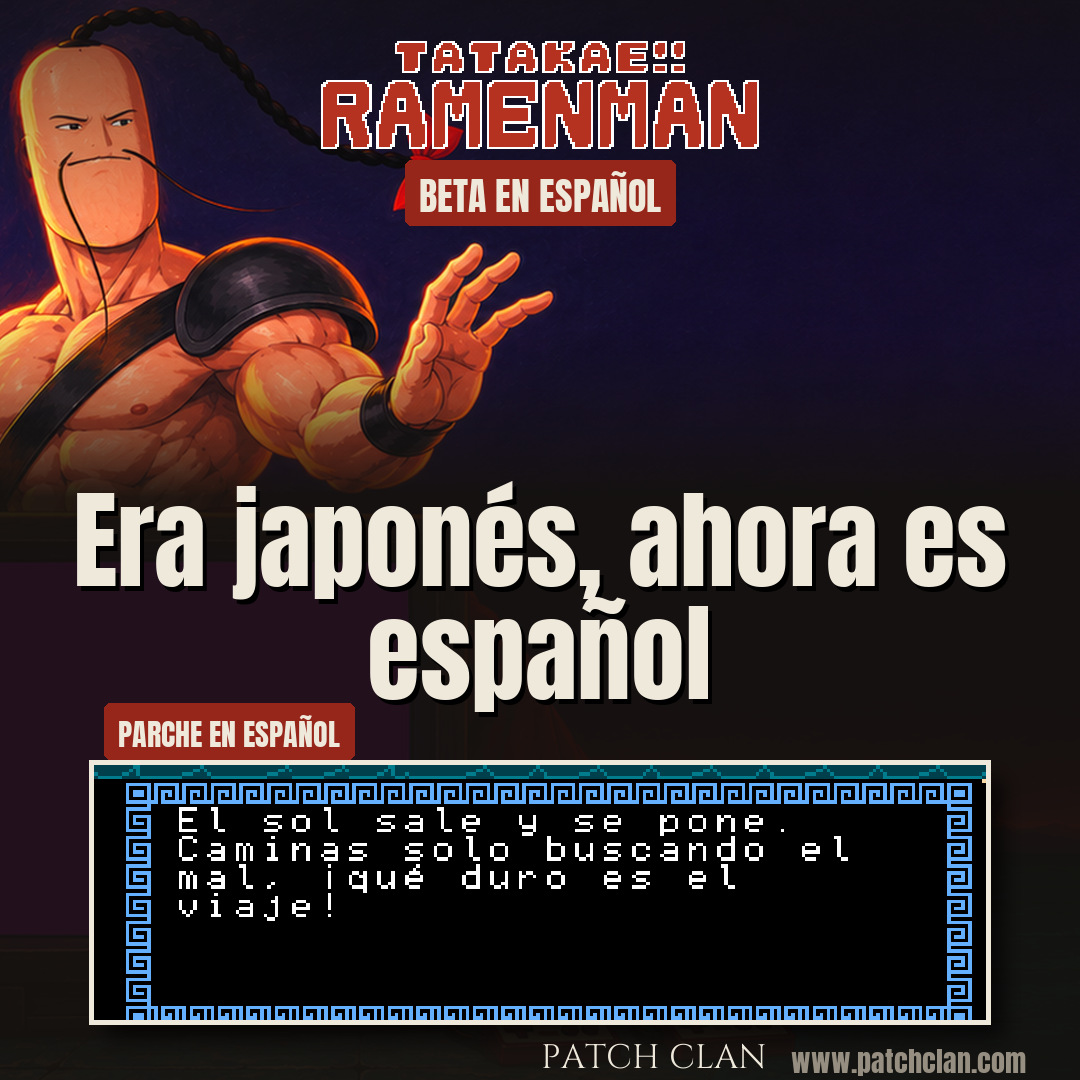 TATAKAE!!
RAMENMAN
BETA EN ESPAÑOL
Era japonés, ahora es
español
PARCHE EN ESPAÑOL
El sol sale y se pone.
Caminas solo buscando el
mal, ¡qué duro es el
viaje!
PATCH CLAN www.patchclan.com